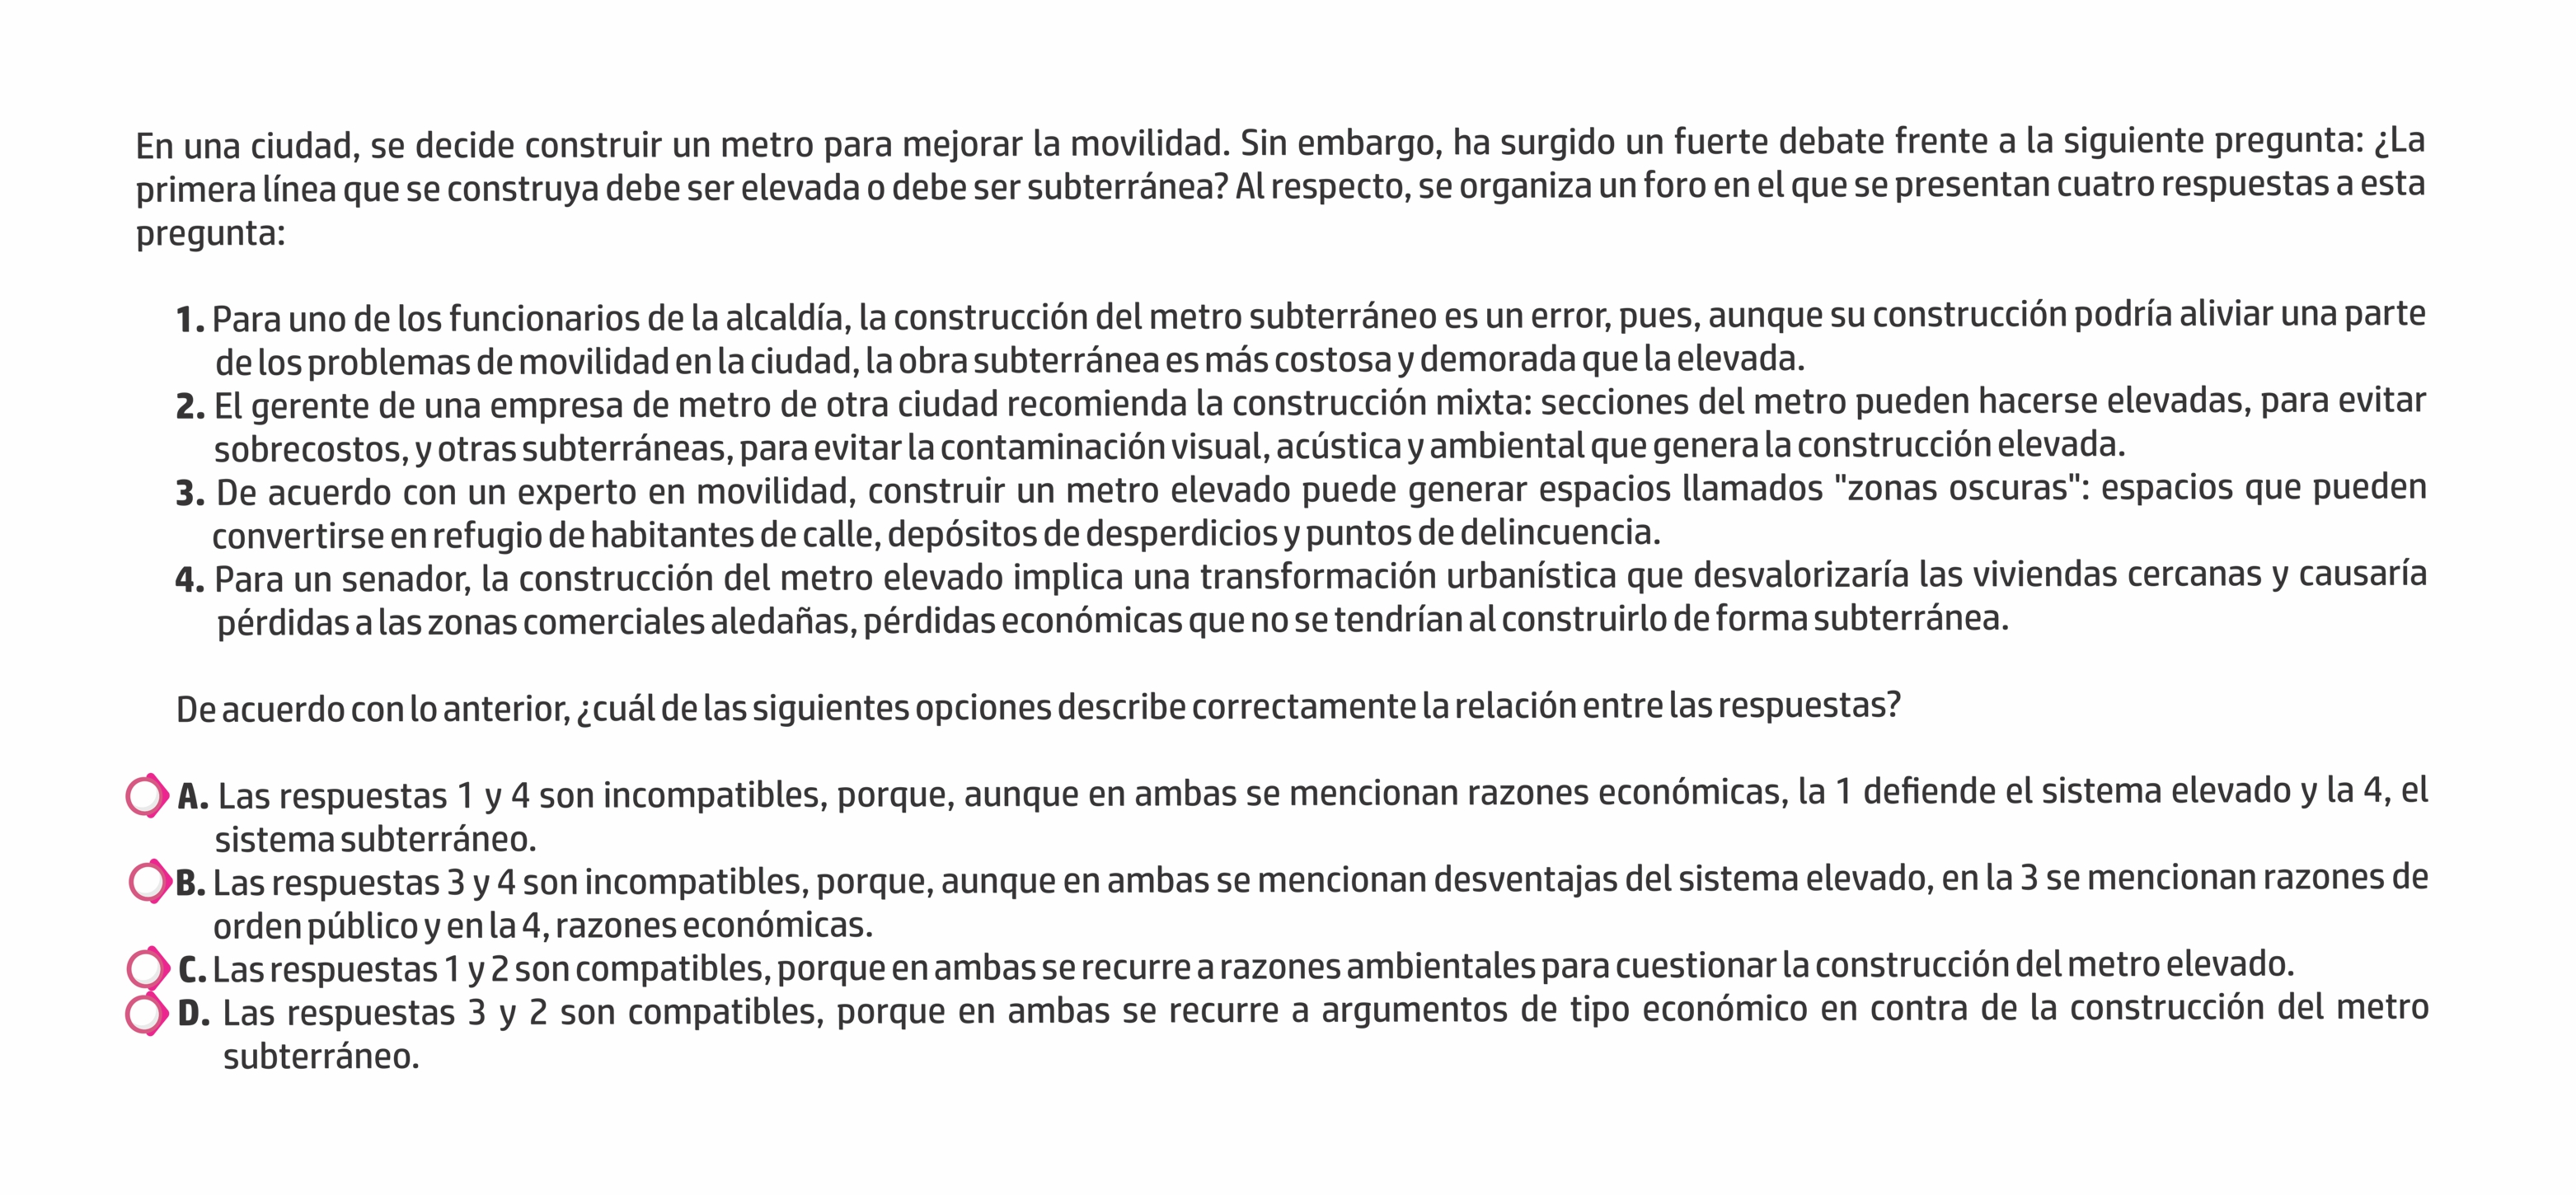 En una ciudad, se decide construir un metro para mejorar la movilidad. Sin embargo, ha surgido un fuerte debate frente a la siguiente pregunta: ¿La
primera línea que se construya debe ser elevada o debe ser subterránea? Al respecto, se organiza un foro en el que se presentan cuatro respuestas a esta
pregunta:
1. Para uno de los funcionarios de la alcaldía, la construcción del metro subterráneo es un error, pues, aunque su construcción podría aliviar una parte
de los problemas de movilidad en la ciudad, la obra subterránea es más costosa y demorada que la elevada.
2. El gerente de una empresa de metro de otra ciudad recomienda la construcción mixta: secciones del metro pueden hacerse elevadas, para evitar
sobrecostos, y otras subterráneas, para evitar la contaminación visual, acústica y ambiental que genera la construcción elevada.
3. De acuerdo con un experto en movilidad, construir un metro elevado puede generar espacios llamados "zonas oscuras": espacios que pueden
convertirse en refugio de habitantes de calle, depósitos de desperdicios y puntos de delincuencia.
4. Para un senador, la construcción del metro elevado implica una transformación urbanística que desvalorizaría las viviendas cercanas y causaría
pérdidas a las zonas comerciales aledañas, pérdidas económicas que no se tendrían al construirlo de forma subterránea.
De acuerdo con lo anterior, ¿cuál de las siguientes opciones describe correctamente la relación entre las respuestas?
A. Las respuestas 1 y 4 son incompatibles, porque, aunque en ambas se mencionan razones económicas, la 1 defiende el sistema elevado y la 4, el
sistema subterráneo.
B. Las respuestas 3 y 4 son incompatibles, porque, aunque en ambas se mencionan desventajas del sistema elevado, en la 3 se mencionan razones de
orden público y en la 4, razones económicas.
C. Las respuestas 1 y 2 son compatibles, porque en ambas se recurre a razones ambientales para cuestionar la construcción del metro elevado.
D. Las respuestas 3 y 2 son compatibles, porque en ambas se recurre a argumentos de tipo económico en contra de la construcción del metro
subterráneo.